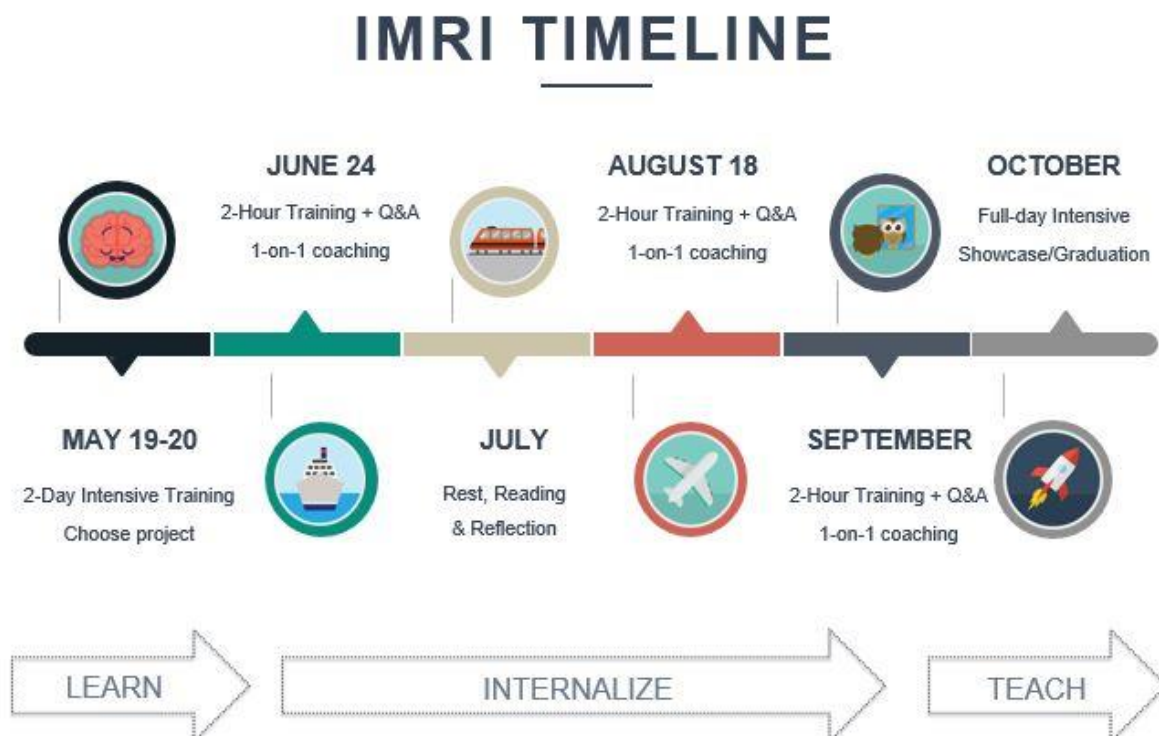 IMRI TIMELINE
MAY 19-20
2-Day Intensive Training
Choose project
JUNE 24
2-Hour Training + Q&A
1-on-1 coaching
JULY
Rest, Reading
& Reflection
AUGUST 18
2-Hour Training + Q&A
1-on-1 coaching
SEPTEMBER
2-Hour Training + Q&A
1-on-1 coaching
OCTOBER
Full-day Intensive
Showcase/Graduation
LEARN
INTERNALIZE
TEACH